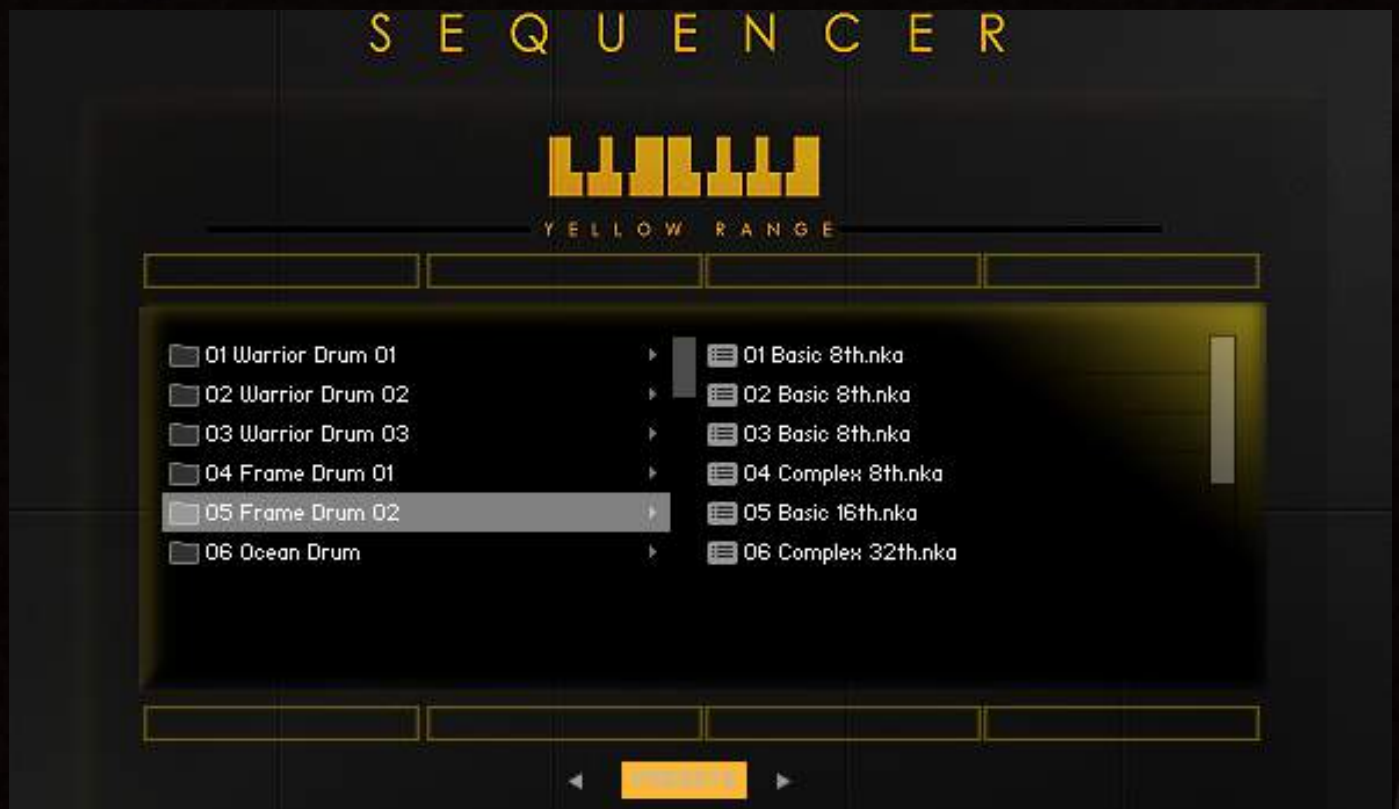 SEQUENCER
YELLOW RANGE
01 Warrior Drum 01
02 Warrior Drum 02
03 Warrior Drum 03
04 Frame Drum 01
05 Frame Drum 02
06 Ocean Drum
01 Basic 8th.nka
02 Basic 8th.nka
03 Basic 8th.nka
04 Complex 8th.nka
05 Basic 16th.nka
06 Complex 32th.nka